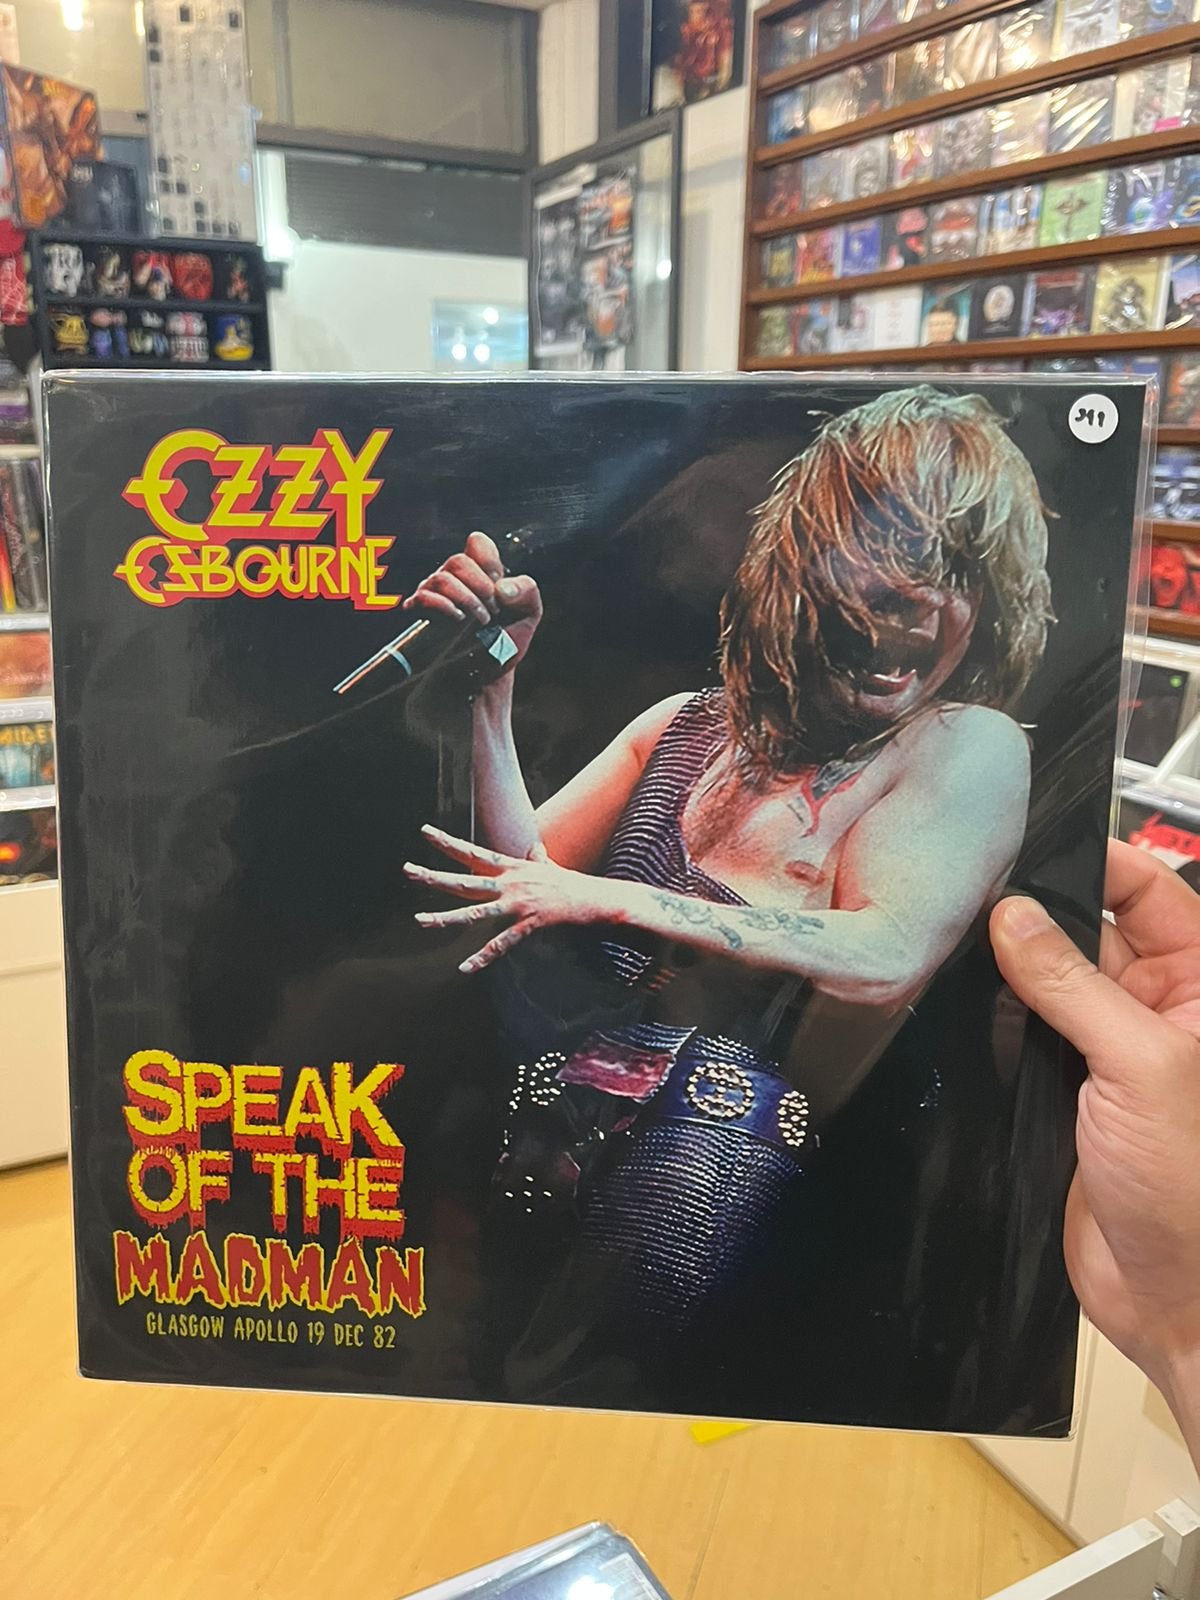 OZZY
OSBOURNE
SPEAK
OF THE
MADMAN
GLASGOW APOLLO 19 DEC 82